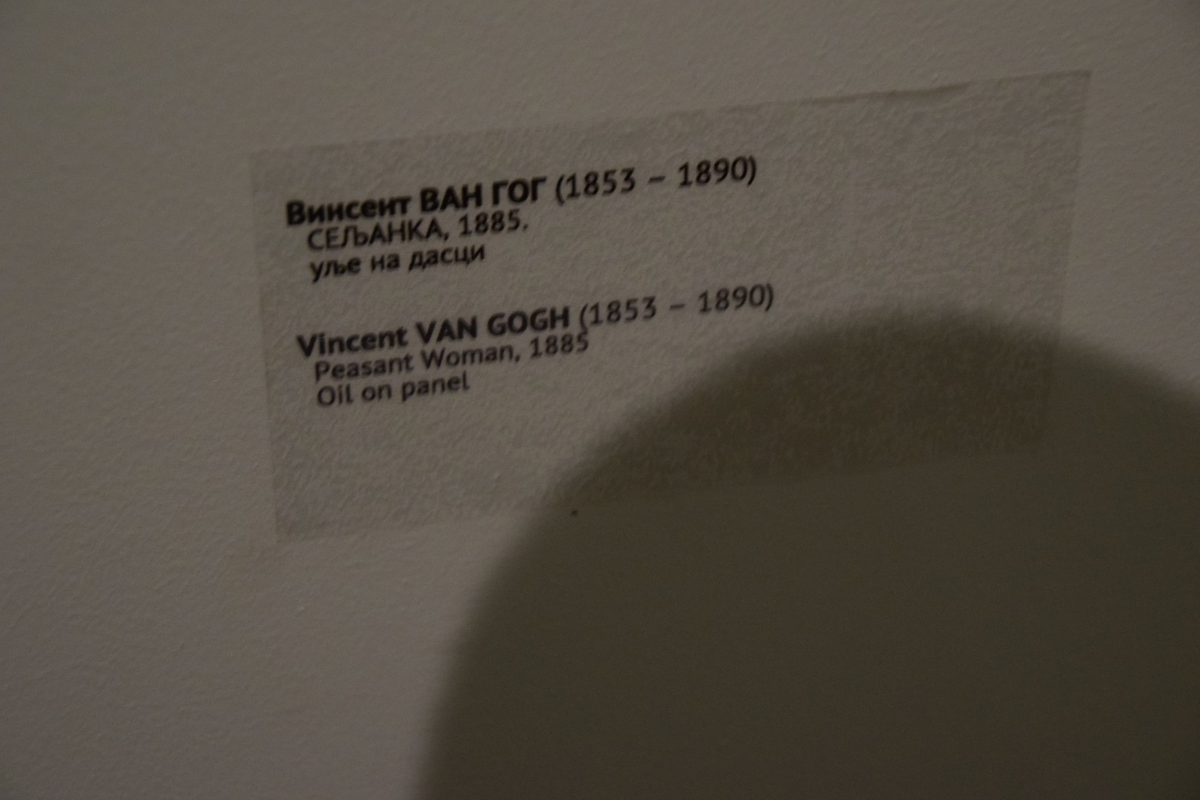 Винсент ВАН ГОГ (1853 – 1890)
СЕЉАНКА, 1885.
уље на дасци
Vincent VAN GOGH (1853 – 1890)
Peasant Woman, 1885
Oil on panel